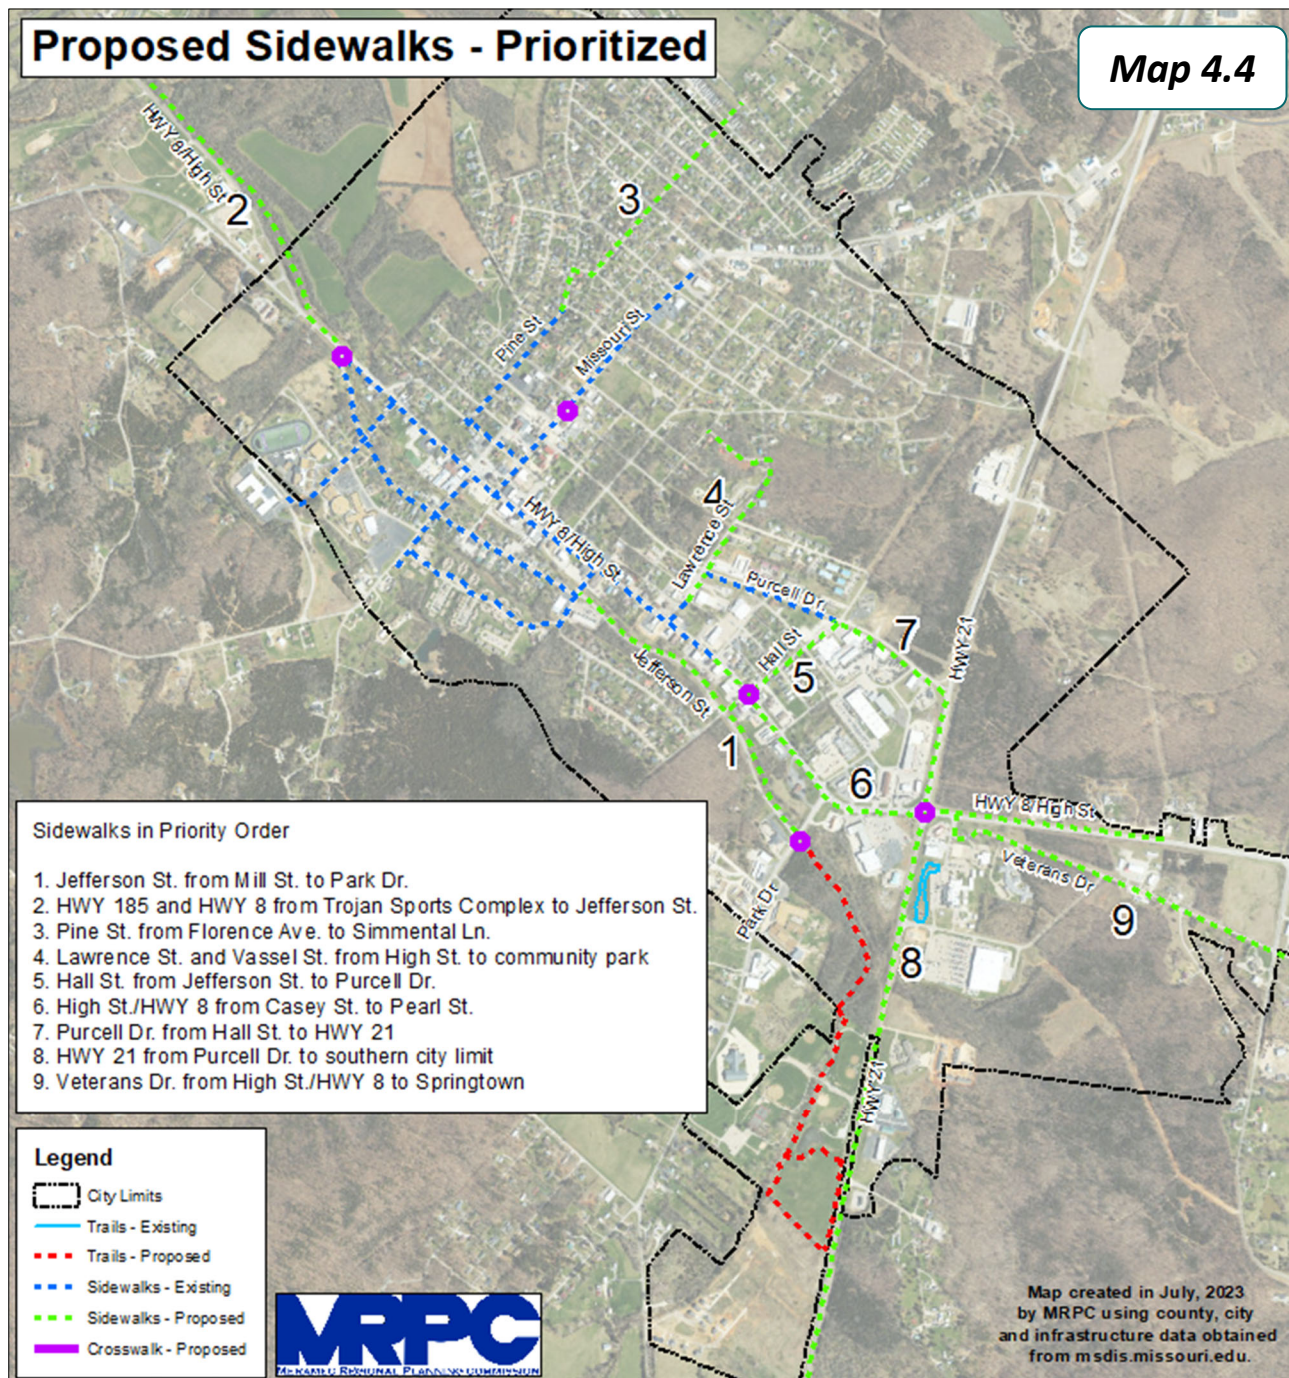 Proposed Sidewalks - Prioritized
Map 4.4
HWY 8/High St
2
3
Pine St
Missouri St
4
Lawrence St
HWY 8/High St
Purcell Dr.
7
HWY 21
Hall St
5
Jefferson St
1
6
HWY 8/High St
Veterans Dr
9
Park Dr
8
HWY 21
Sidewalks in Priority Order
1. Jefferson St. from Mill St. to Park Dr.
2. HWY 185 and HWY 8 from Trojan Sports Complex to Jefferson St.
3. Pine St. from Florence Ave. to Simmental Ln.
4. Lawrence St. and Vassel St. from High St. to community park
5. Hall St. from Jefferson St. to Purcell Dr.
6. High St./HWY 8 from Casey St. to Pearl St.
7. Purcell Dr. from Hall St. to HWY 21
8. HWY 21 from Purcell Dr. to southern city limit
9. Veterans Dr. from High St./HWY 8 to Springtown
Legend
City Limits
Trails - Existing
Trails - Proposed
Sidewalks - Existing
Sidewalks - Proposed
Crosswalk - Proposed
MRPC
MERAMEC REGIONAL PLANNING COMMISSION
Map created in July, 2023
by MRPC using county, city
and infrastructure data obtained
from msdis.missouri.edu.